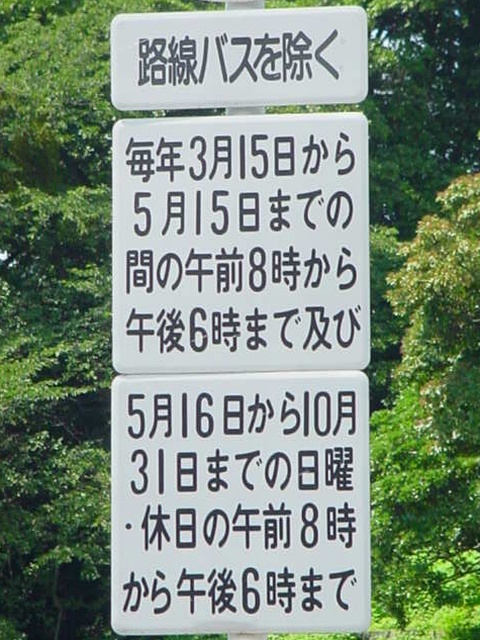 路線バスを除く
毎年3月15日から
5月15日までの
間の午前8時から
午後6時まで及び
5月16日から10月
31日までの日曜
・休日の午前8時
から午後6時まで